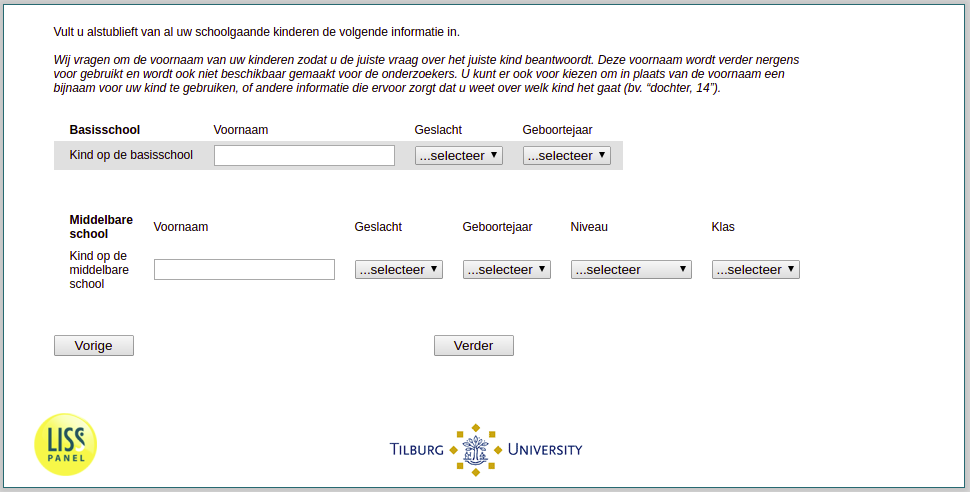 Vult u alstublieft van al uw schoolgaande kinderen de volgende informatie in.
Wij vragen om de voornaam van uw kinderen zodat u de juiste vraag over het juiste kind beantwoordt. Deze voornaam wordt verder nergens
voor gebruikt en wordt ook niet beschikbaar gemaakt voor de onderzoekers. U kunt er ook voor kiezen om in plaats van de voornaam een
bijnaam voor uw kind te gebruiken, of andere informatie die ervoor zorgt dat u weet over welk kind het gaat (bv. “dochter, 14”).
Basisschool Voornaam Geslacht Geboortejaar
Kind op de basisschool ...selecteer ...selecteer
Middelbare
school Voornaam Geslacht Geboortejaar Niveau Klas
Kind op de
middelbare ...selecteer ...selecteer ...selecteer ...selecteer
school
Vorige Verder
LISS
PANEL
TILBURG UNIVERSITY